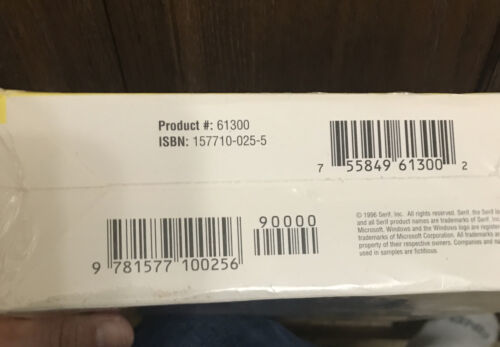 Product #: 61300
ISBN: 157710-025-5
7 55849 61300 2
90000
9 781577 100256
© 1996 Serif, Inc. All rights reserved. Serif, the Serif
and all Serif product names are trademarks of Serif, Inc.
Microsoft, Windows and the Windows logo are
trademarks of Microsoft Corporation. All trademarks
property of their respective owners. Companies and
used in samples are fictitious.